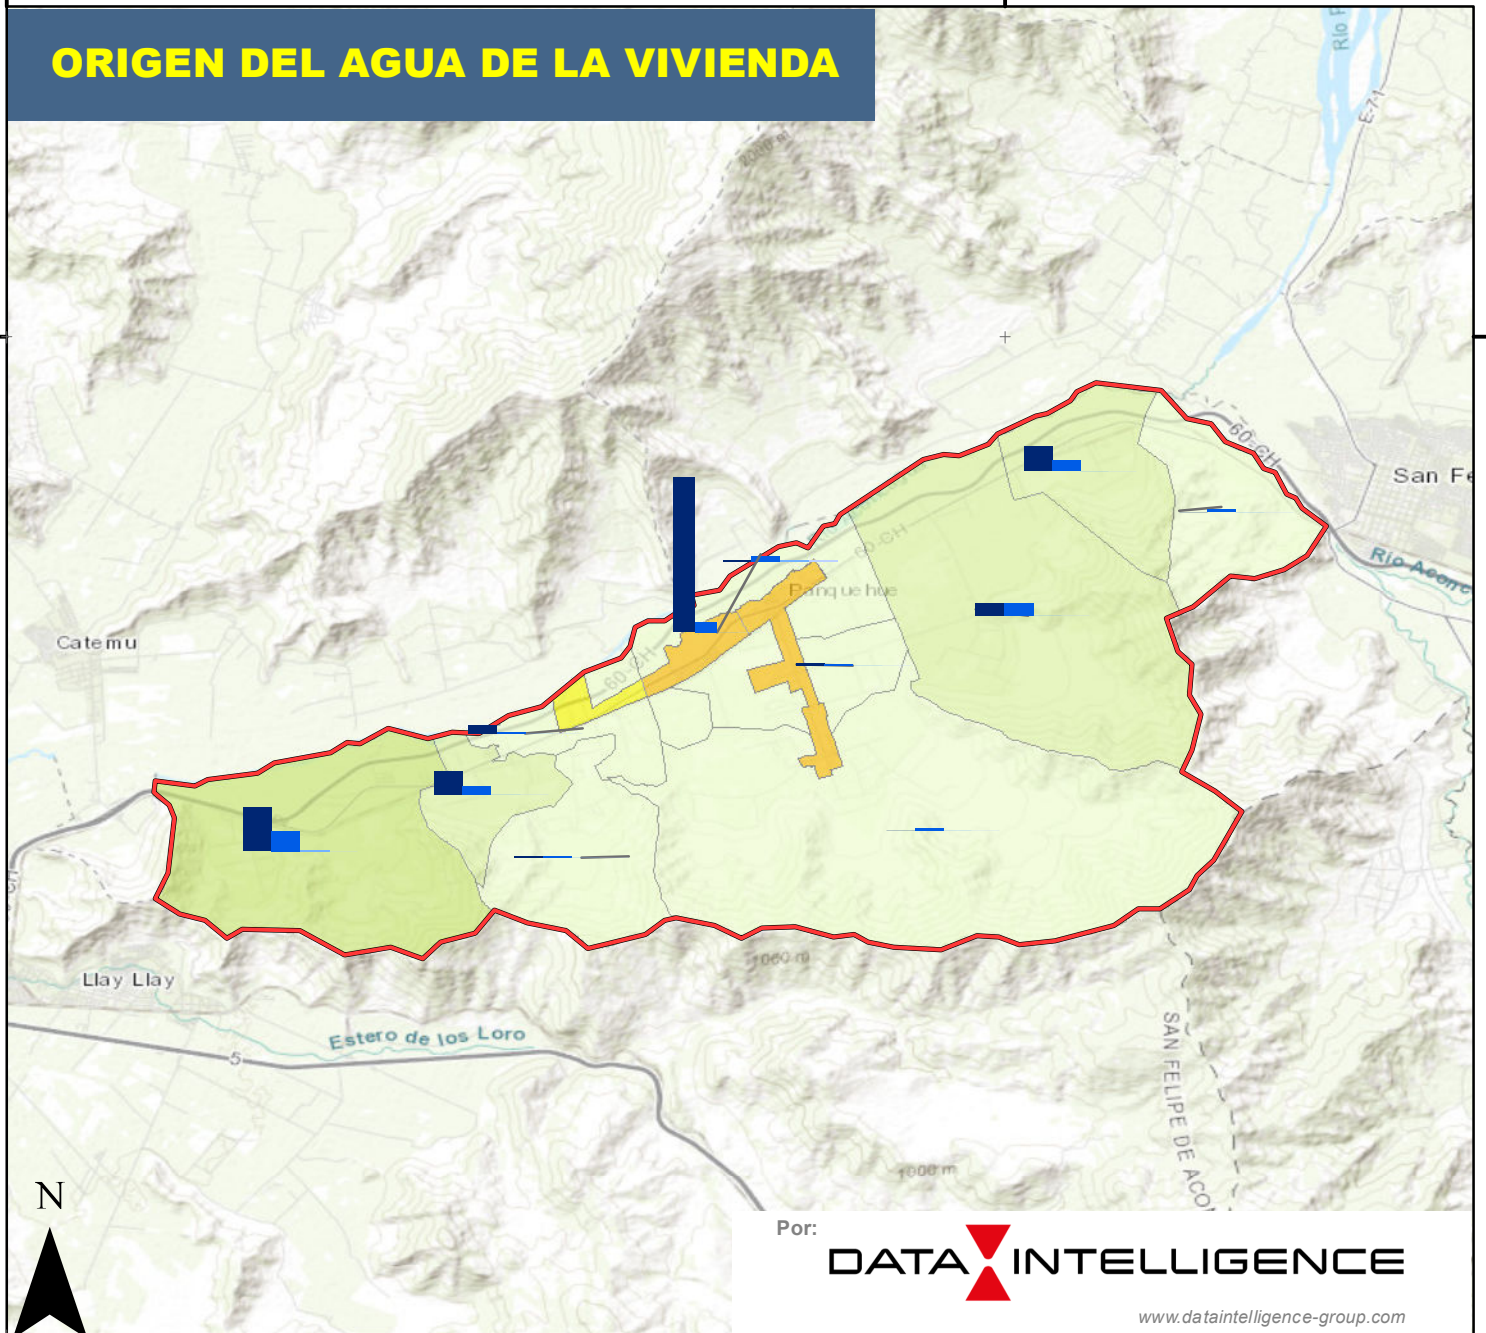 ORIGEN DEL AGUA DE LA VIVIENDA
2000 m
E-71
60-CH
San Fe
60-CH
Panquehue
Río Aconc
60-CH
Catemu
Llay Llay
1000 m
Estero de los Loro
5
SAN FELIPE DE ACON
1000 m
N
Por:
DATA INTELLIGENCE
www.dataintelligence-group.com